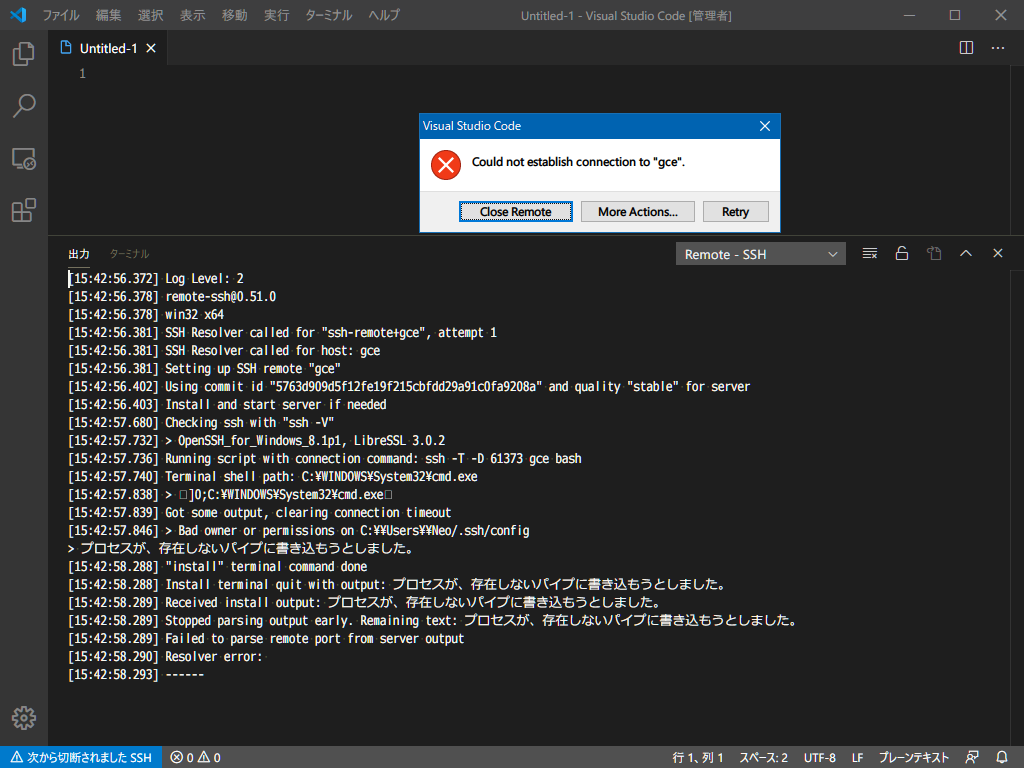 ファイル 編集 選択 表示 移動 実行 ターミナル ヘルプ Untitled-1 - Visual Studio Code [管理者]
Untitled-1
1
Visual Studio Code
Could not establish connection to "gce".
Close Remote More Actions... Retry
出力 ターミナル Remote - SSH
[15:42:56.372] Log Level: 2
[15:42:56.378] remote-ssh@0.51.0
[15:42:56.378] win32 x64
[15:42:56.381] SSH Resolver called for "ssh-remote+gce", attempt 1
[15:42:56.381] SSH Resolver called for host: gce
[15:42:56.381] Setting up SSH remote "gce"
[15:42:56.402] Using commit id "5763d909d5f12fe19f215cbfdd29a91c0fa9208a" and quality "stable" for server
[15:42:56.403] Install and start server if needed
[15:42:57.680] Checking ssh with "ssh -V"
[15:42:57.732] > OpenSSH_for_Windows_8.1p1, LibreSSL 3.0.2
[15:42:57.736] Running script with connection command: ssh -T -D 61373 gce bash
[15:42:57.740] Terminal shell path: C:¥WINDOWS¥System32¥cmd.exe
[15:42:57.838] > □]0;C:¥WINDOWS¥System32¥cmd.exe□
[15:42:57.839] Got some output, clearing connection timeout
[15:42:57.846] > Bad owner or permissions on C:¥¥Users¥¥Neo/.ssh/config
> プロセスが、存在しないパイプに書き込もうとしました。
[15:42:58.288] "install" terminal command done
[15:42:58.288] Install terminal quit with output: プロセスが、存在しないパイプに書き込もうとしました。
[15:42:58.289] Received install output: プロセスが、存在しないパイプに書き込もうとしました。
[15:42:58.289] Stopped parsing output early. Remaining text: プロセスが、存在しないパイプに書き込もうとしました。
[15:42:58.289] Failed to parse remote port from server output
[15:42:58.290] Resolver error:
[15:42:58.293] ------
次から切断されました SSH 0 0 行 1、列 1 スペース: 2 UTF-8 LF プレーンテキスト